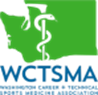 WCTSMA
WASHINGTON CAREER + TECHNICAL
SPORTS MEDICINE ASSOCIATION